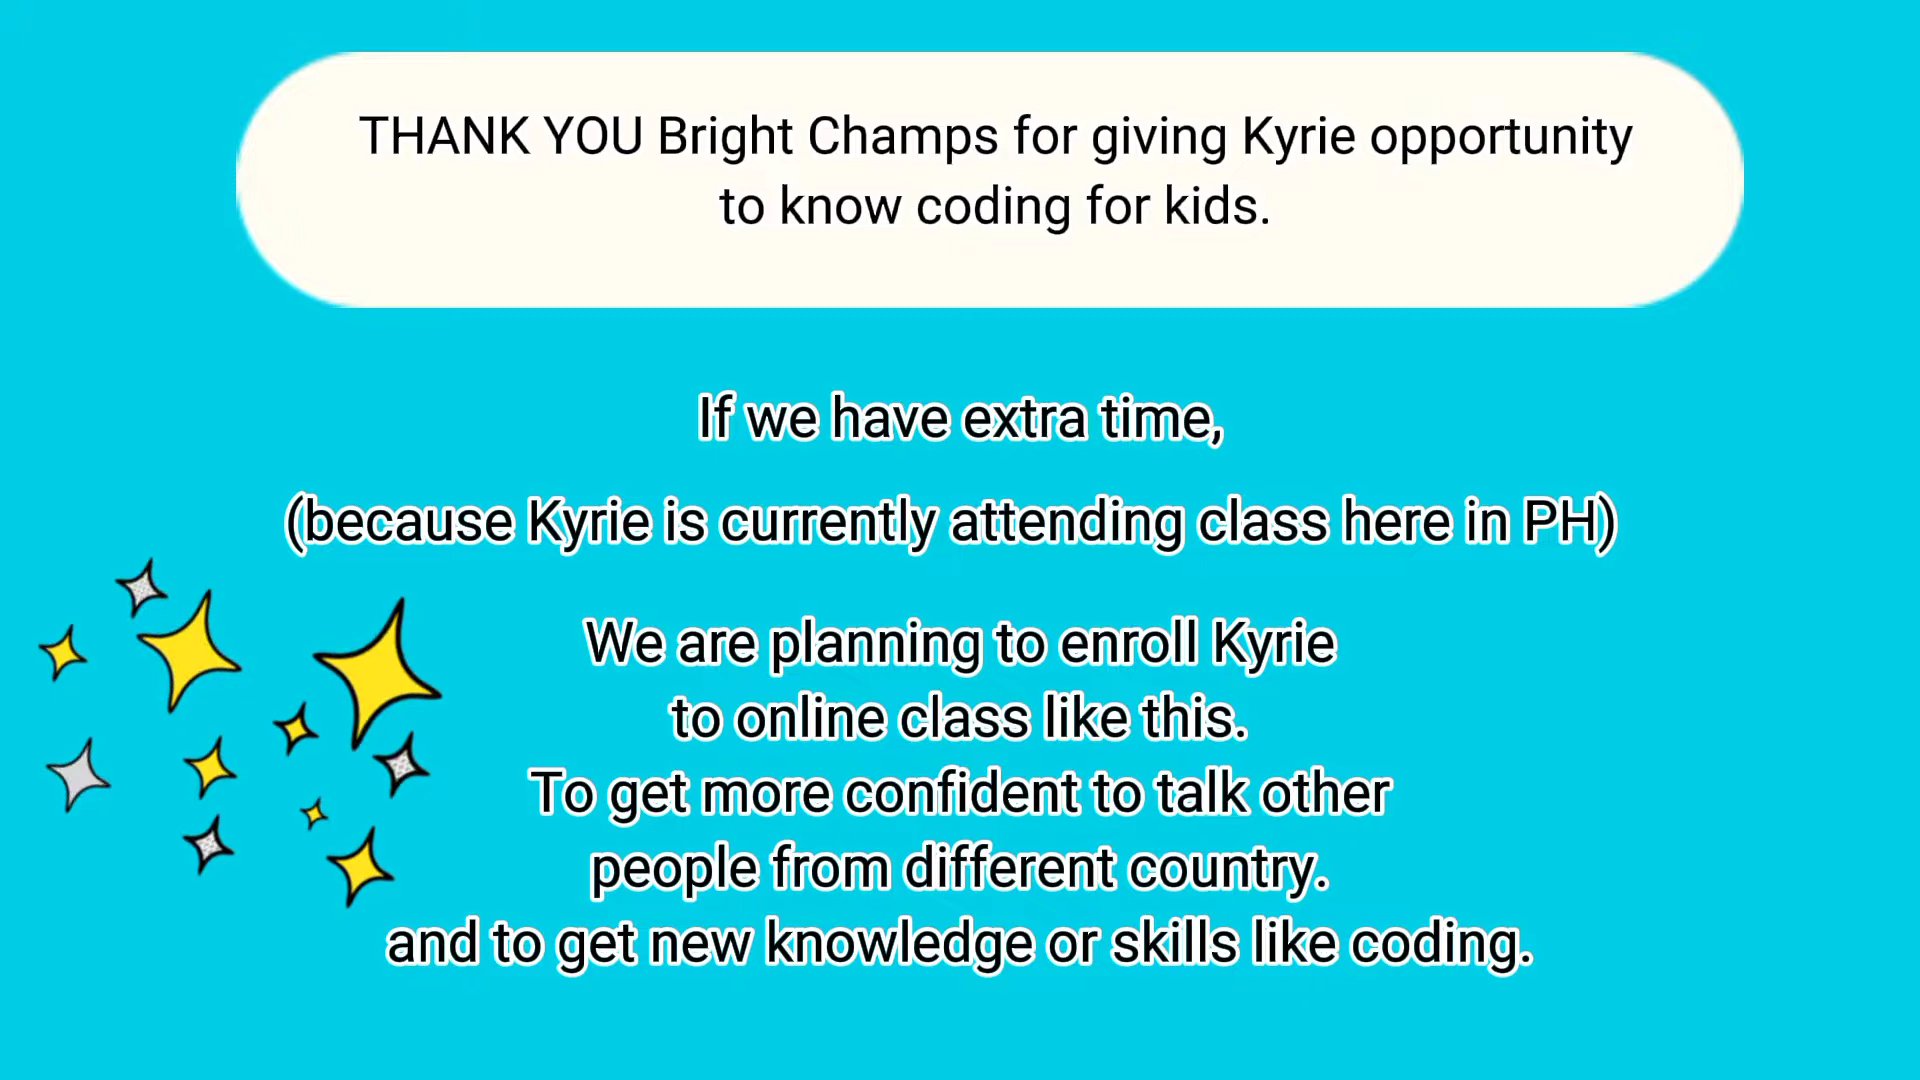 THANK YOU Bright Champs for giving Kyrie opportunity
to know coding for kids.
If we have extra time,
(because Kyrie is currently attending class here in PH)
We are planning to enroll Kyrie
to online class like this.
To get more confident to talk other
people from different country.
and to get new knowledge or skills like coding.